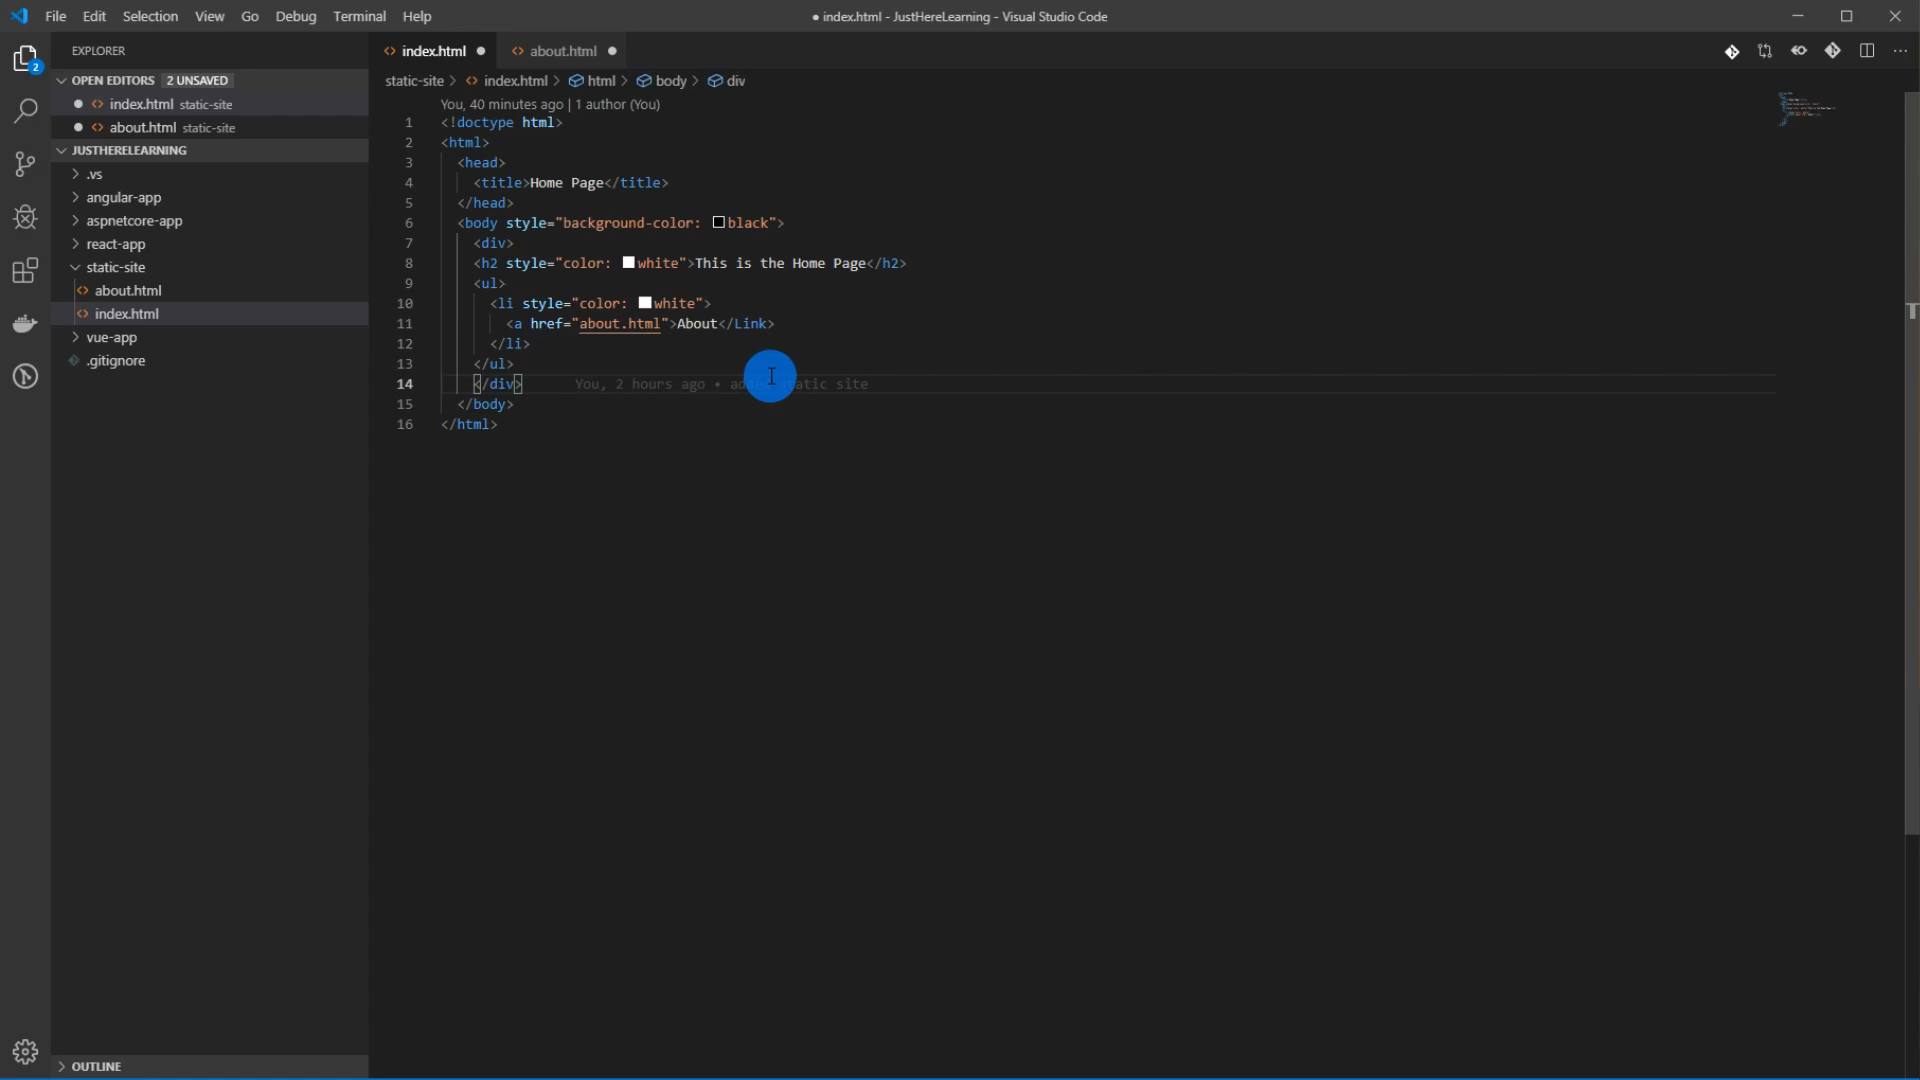 File Edit Selection View Go Debug Terminal Help
● index.html - JustHereLearning - Visual Studio Code
EXPLORER
2
OPEN EDITORS 2 UNSAVED
index.html static-site
about.html static-site
JUSTHERELEARNING
.vs
angular-app
aspnetcore-app
react-app
static-site
about.html
index.html
vue-app
.gitignore
OUTLINE
index.html about.html
static-site > index.html > html > body > div
You, 40 minutes ago | 1 author (You)
1 <!doctype html>
2 <html>
3 <head>
4 <title>Home Page</title>
5 </head>
6 <body style="background-color: black">
7 <div>
8 <h2 style="color: white">This is the Home Page</h2>
9 <ul>
10 <li style="color: white">
11 <a href="about.html">About</Link>
12 </li>
13 </ul>
14 </div> You, 2 hours ago • added static site
15 </body>
16 </html>